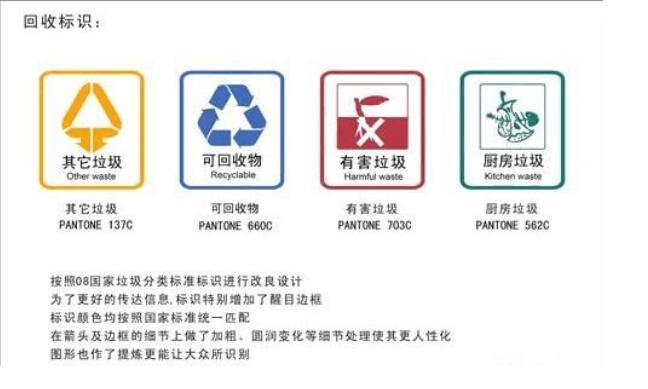 回收标识：
其它垃圾
Other waste
可回收物
Recyclable
有害垃圾
Harmful waste
厨房垃圾
Kitchen waste
其它垃圾
PANTONE 137C
可回收物
PANTONE 660C
有害垃圾
PANTONE 703C
厨房垃圾
PANTONE 562C
按照08国家垃圾分类标准标识进行改良设计
为了更好的传达信息,标识特别增加了醒目边框
标识颜色均按照国家标准统一匹配
在箭头及边框的细节上做了加粗、圆润变化等细节处理使其更人性化
图形也作了提炼更能让大众所识别